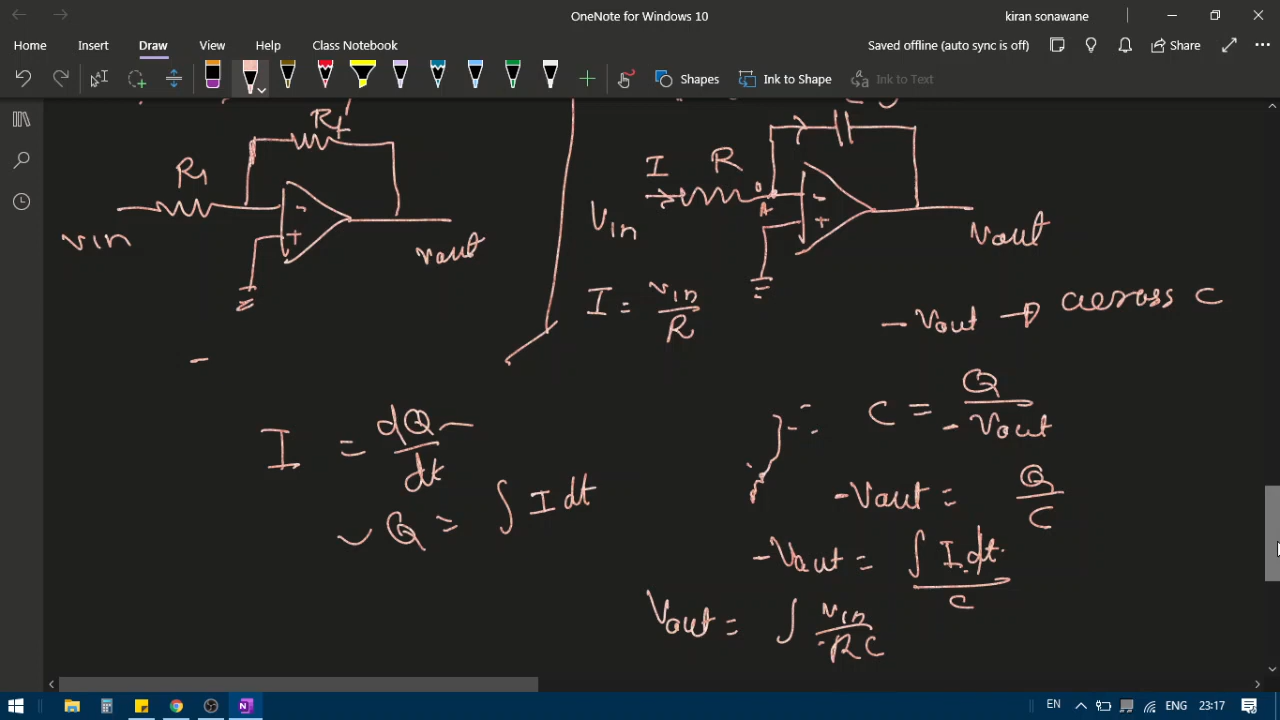 OneNote for Windows 10
kiran sonawane
Home Insert Draw View Help Class Notebook
Saved offline (auto sync is off)
Share
Shapes
Ink to Shape
Ink to Text
R1
Rf
-
+
vin
vout
I
R
A
0
-
+
Vin
Vout
I = vin/R
-Vout → across C
C = Q/-Vout
I = dQ/dt
Q = ∫ I dt
-Vout = Q/C
-Vout = ∫ I.dt/C
Vout = ∫ vin/-RC
EN
ENG
23:17